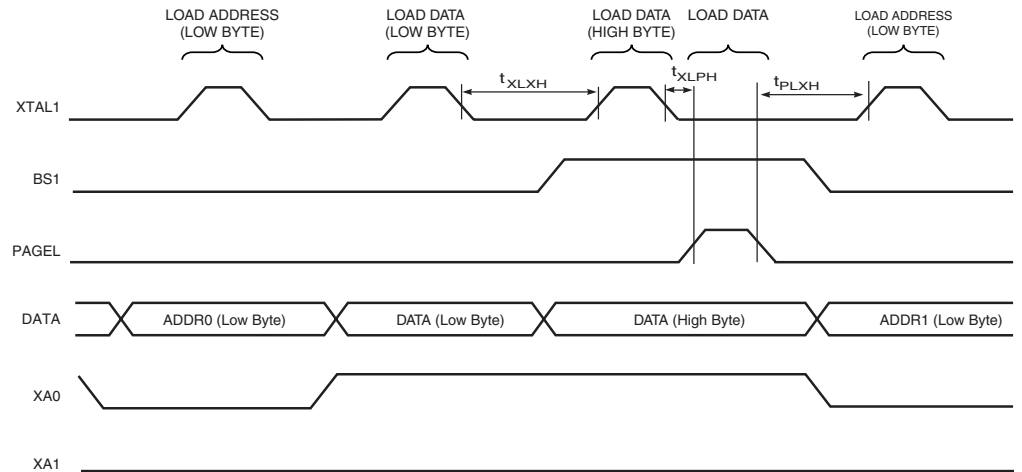 LOAD ADDRESS
(LOW BYTE)
LOAD DATA
(LOW BYTE)
LOAD DATA
(HIGH BYTE)
LOAD DATA
LOAD ADDRESS
(LOW BYTE)
tXLXH
tXLPH
tPLXH
XTAL1
BS1
PAGEL
DATA
ADDR0 (Low Byte)
DATA (Low Byte)
DATA (High Byte)
ADDR1 (Low Byte)
XA0
XA1